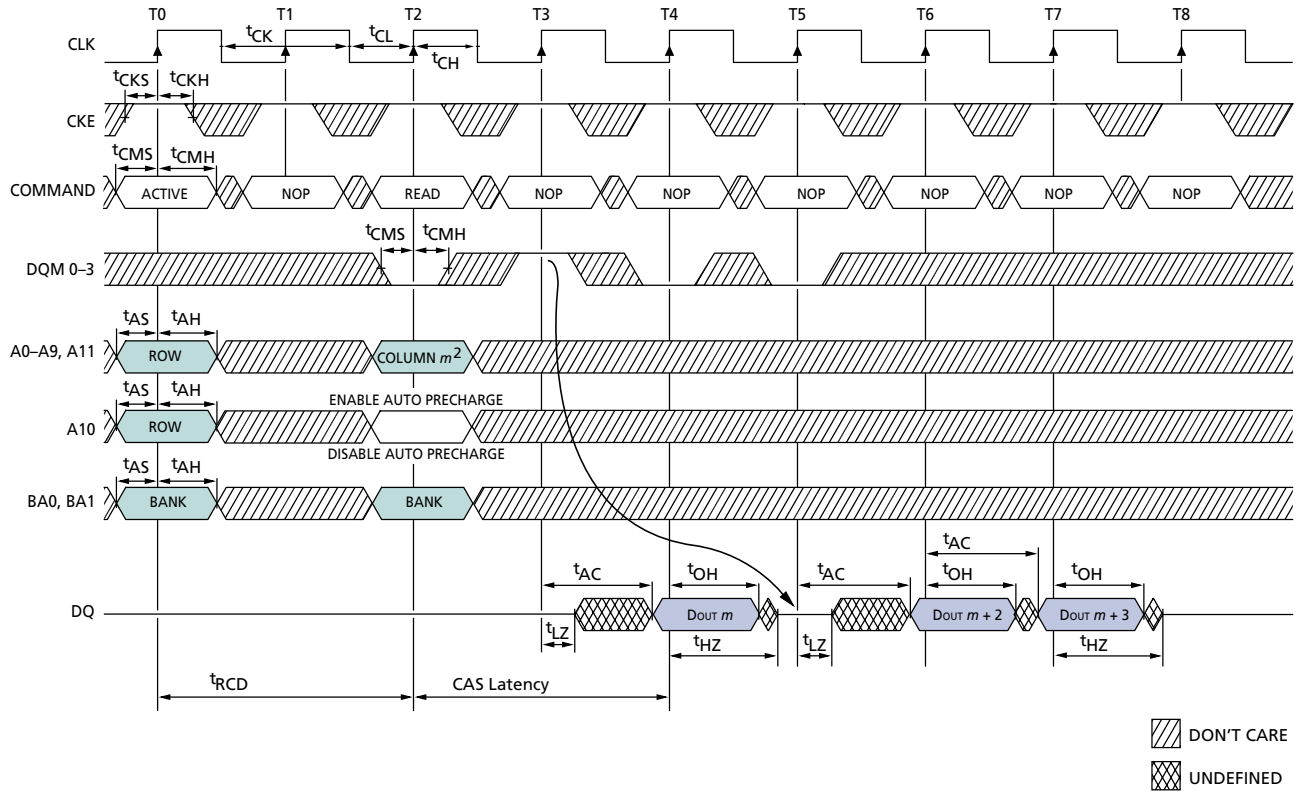 T0 T1 T2 T3 T4 T5 T6 T7 T8
CLK
tCK tCL tCH
tCKS tCKH
CKE
tCMS tCMH
COMMAND ACTIVE NOP READ NOP NOP NOP NOP NOP NOP
tCMS tCMH
DQM 0–3
tAS tAH
A0–A9, A11 ROW COLUMN m2
tAS tAH
ENABLE AUTO PRECHARGE
A10 ROW
DISABLE AUTO PRECHARGE
tAS tAH
BA0, BA1 BANK BANK
tAC
tAC tOH tAC tOH tOH
DQ DOUT m DOUT m + 2 DOUT m + 3
tLZ tHZ tLZ tHZ
tRCD CAS Latency
DON'T CARE
UNDEFINED